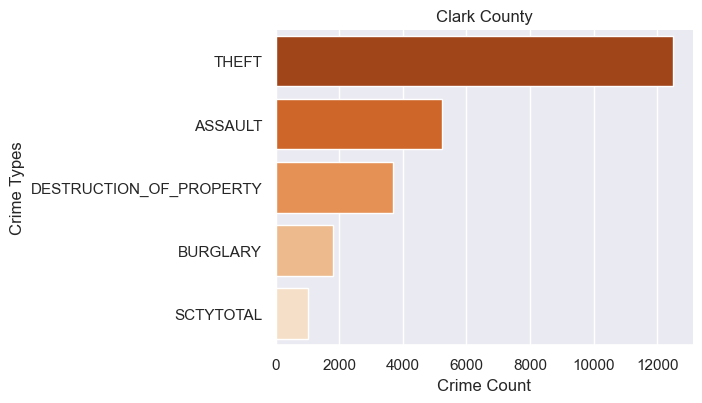 Clark County
Crime Types
THEFT
ASSAULT
DESTRUCTION_OF_PROPERTY
BURGLARY
SCTYTOTAL
0 2000 4000 6000 8000 10000 12000
Crime Count